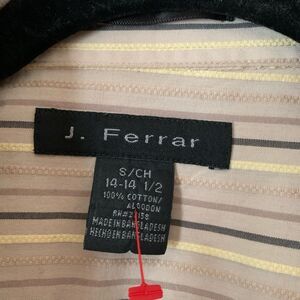 J. Ferrar
S/CH
14-14 1/2
100% COTTON/
ALGODON
MADE IN BANGLADESH
HECHO EN BANGLADESH